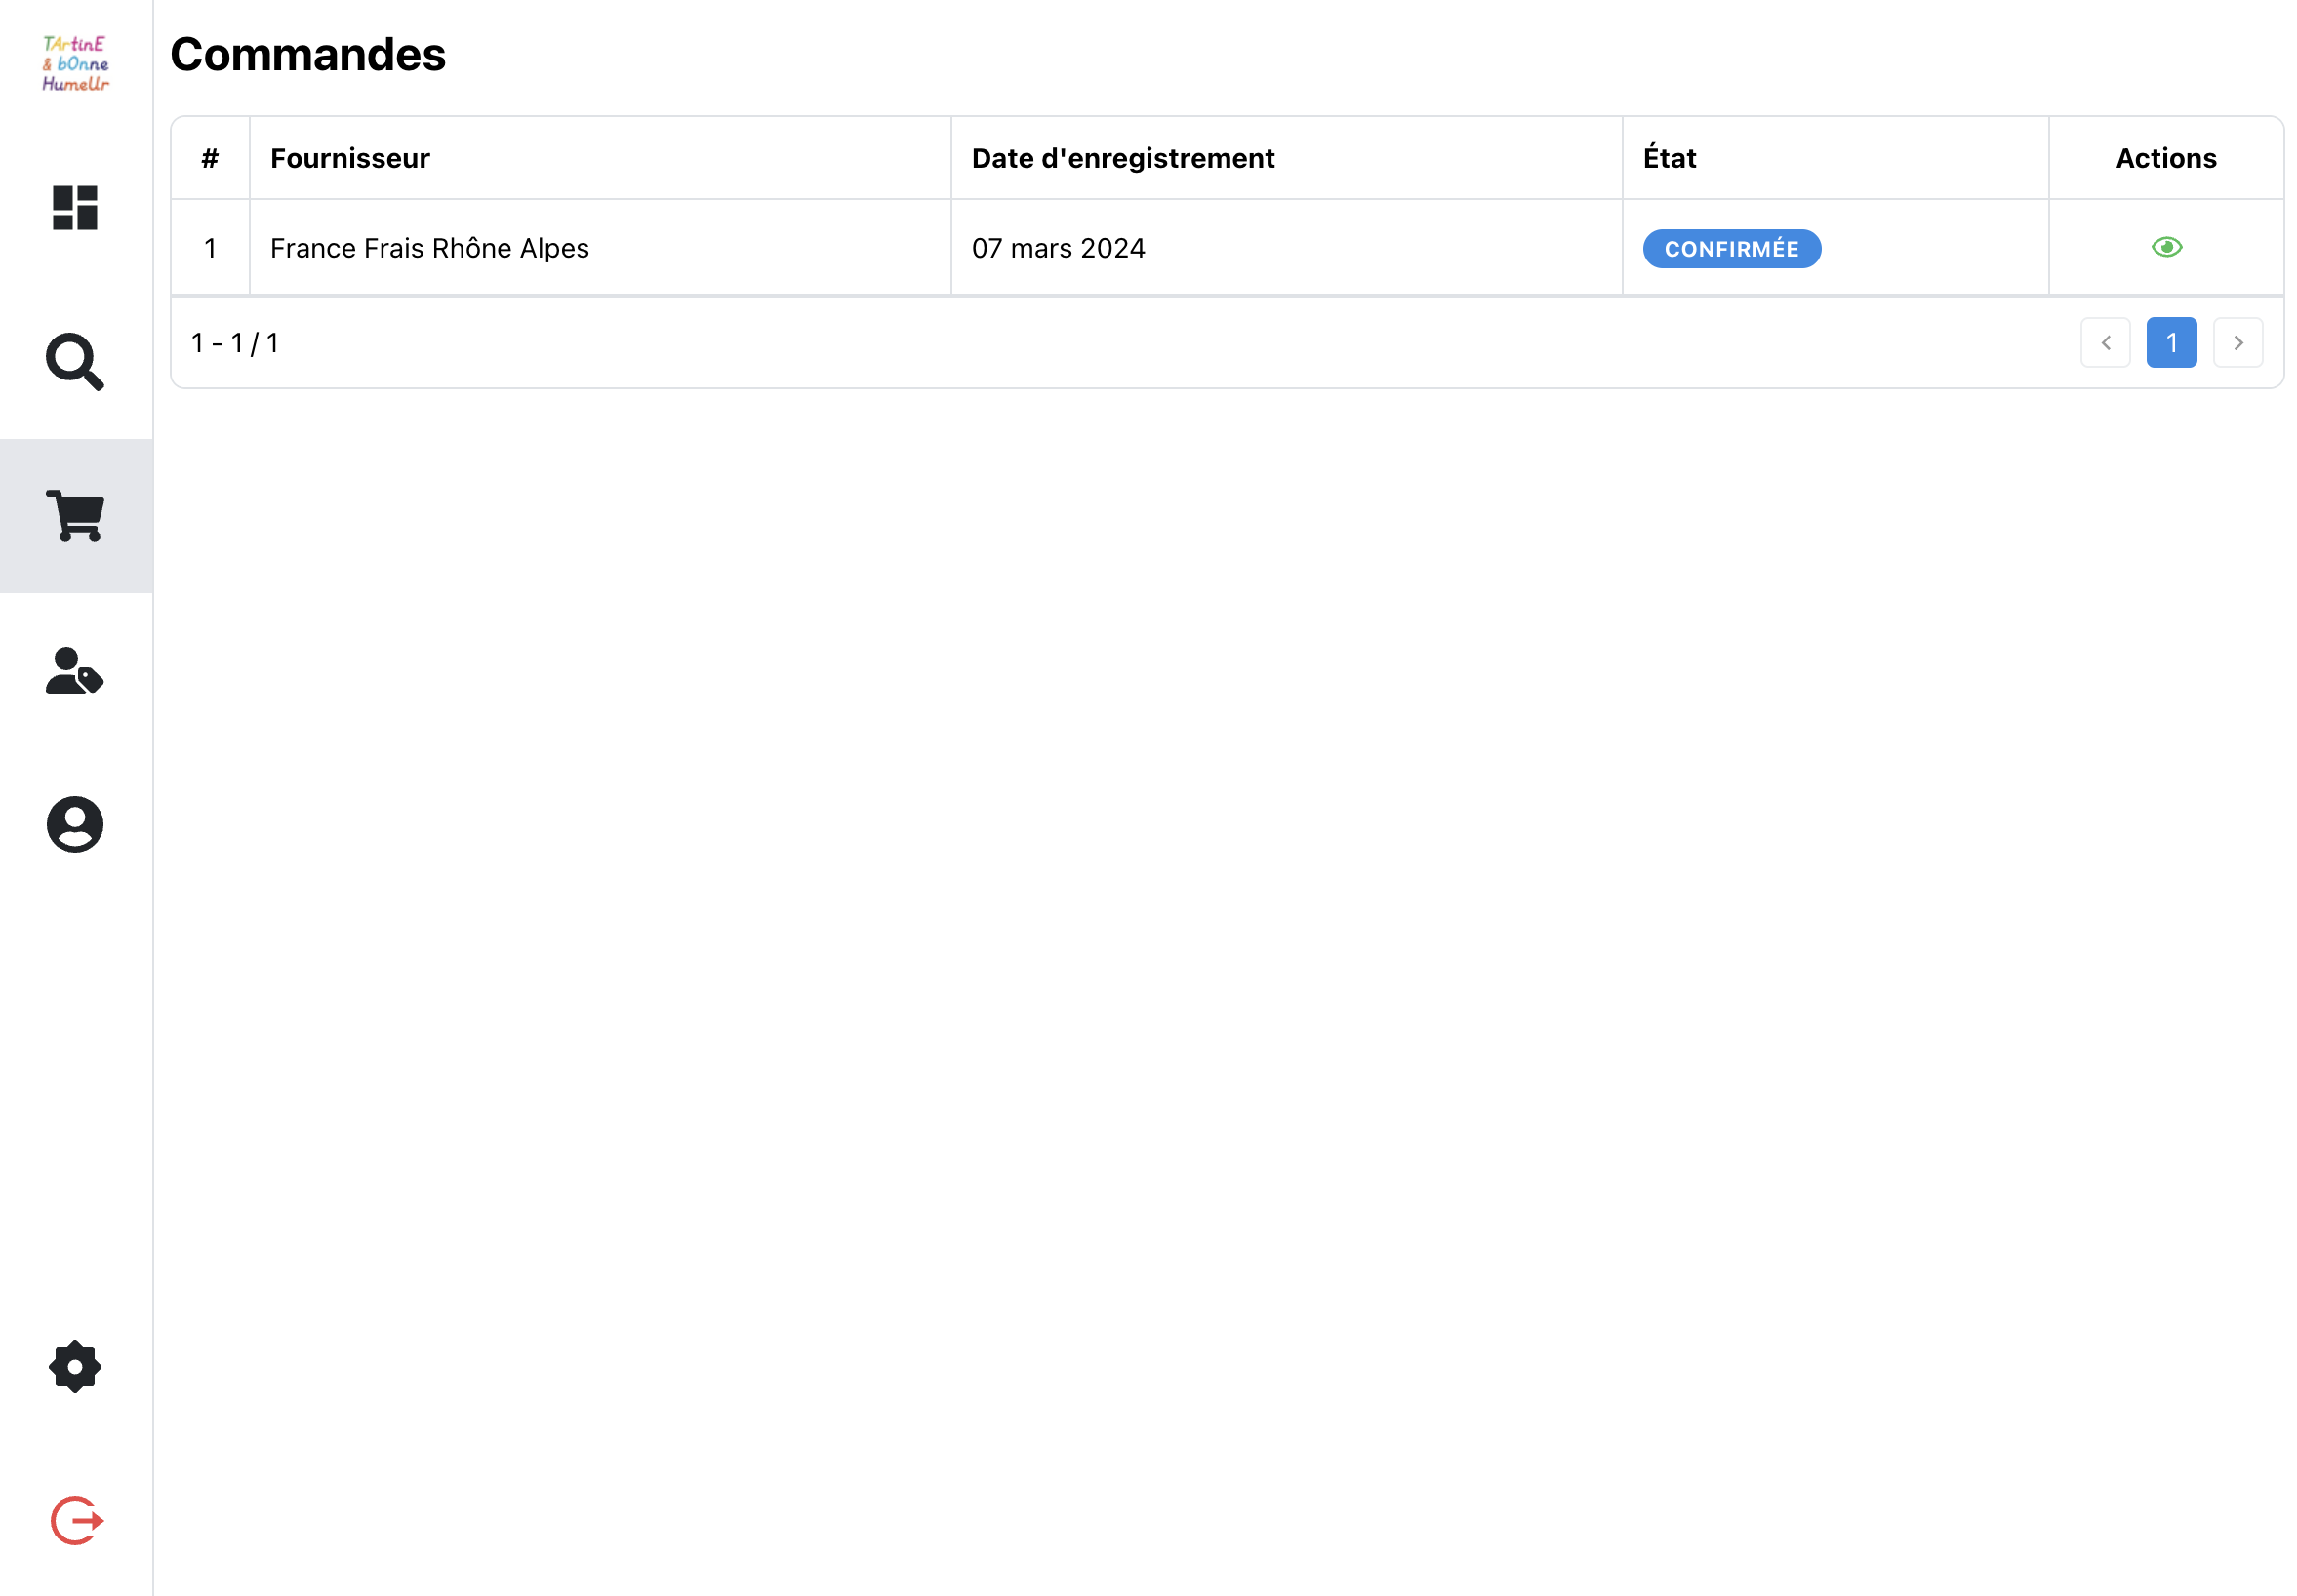 TArtinE
& bOnne
Humeur
Commandes
# Fournisseur Date d'enregistrement État Actions
1 France Frais Rhône Alpes 07 mars 2024 CONFIRMÉE
1 - 1 / 1 1